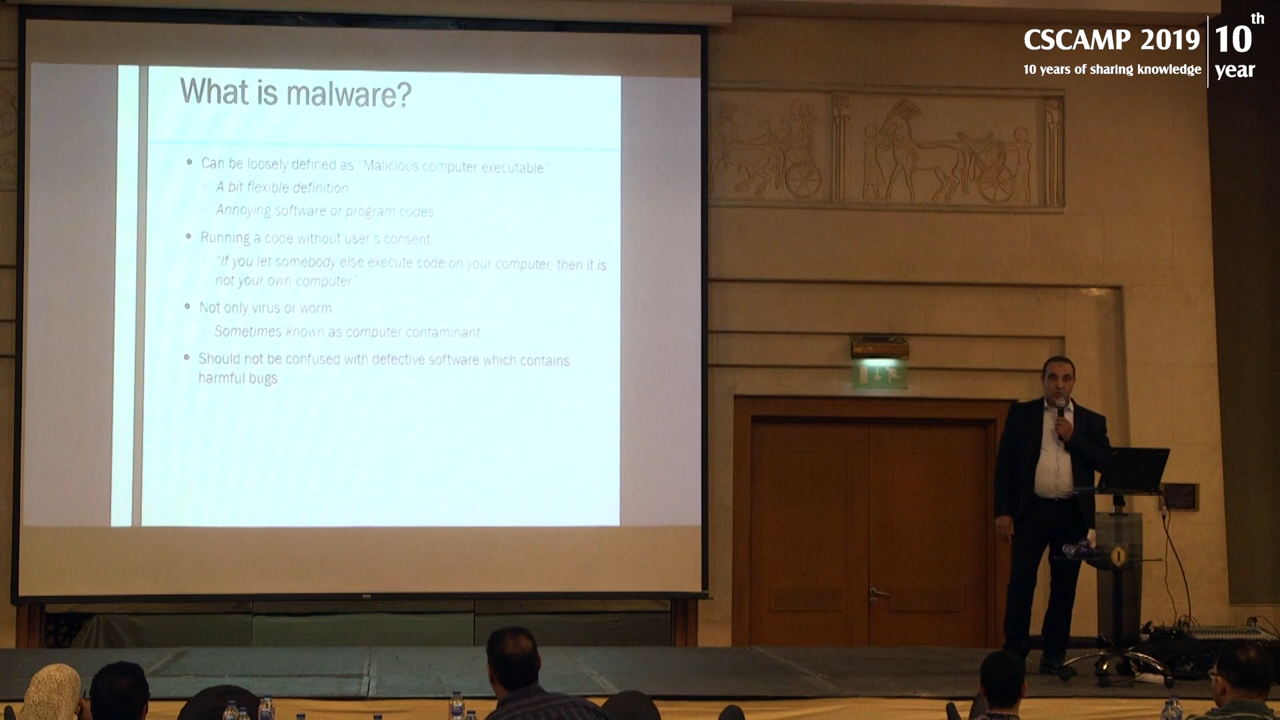 CSCAMP 2019
10 years of sharing knowledge
10th
year
What is malware?
• Can be loosely defined as "Malicious computer executable"
A bit flexible definition
Annoying software or program codes
• Running a code without user's consent
"If you let somebody else execute code on your computer, then it is
not your own computer"
• Not only virus or worm
Sometimes known as computer contaminant
• Should not be confused with defective software which contains
harmful bugs